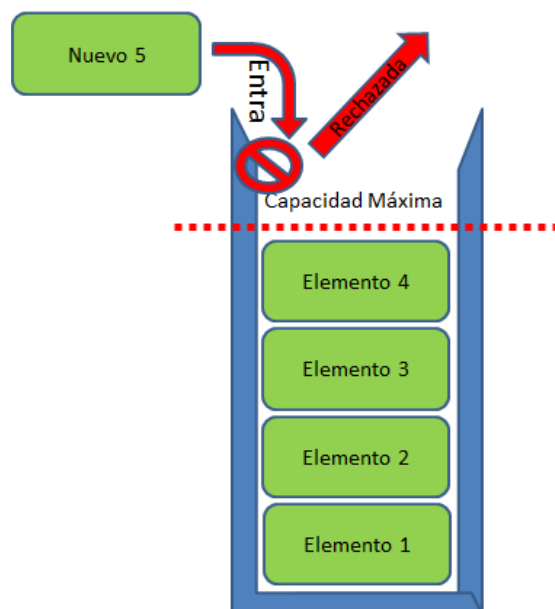 Nuevo 5
Entra
Rechazada
Capacidad Máxima
Elemento 4
Elemento 3
Elemento 2
Elemento 1